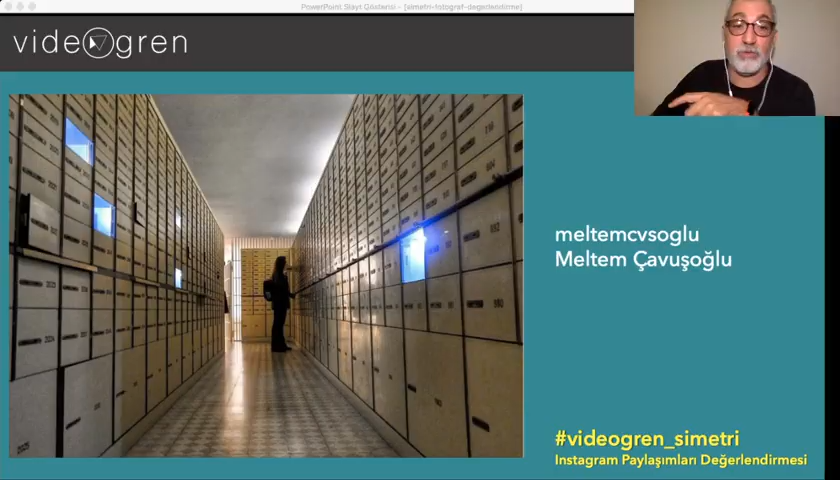 PowerPoint Slayt Gösterisi - [simetri-fotograf-degerlendirme]
videogren
meltemcvsoglu
Meltem Çavuşoğlu
#videogren_simetri
Instagram Paylaşımları Değerlendirmesi